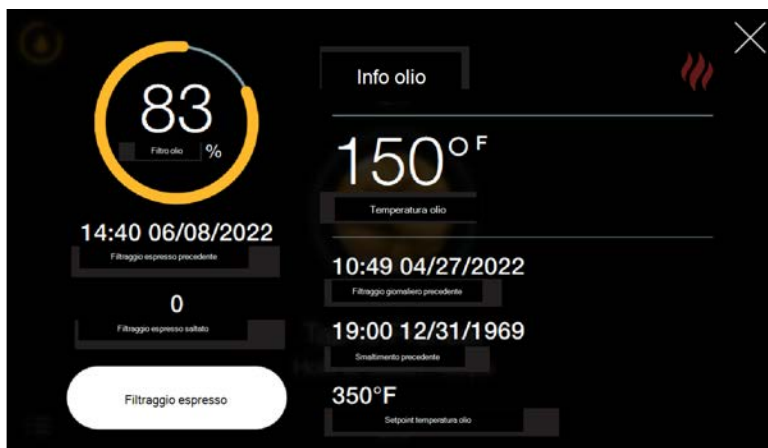 83
Filtro olio %
14:40 06/08/2022
Filtraggio espresso precedente
0
Filtraggio espresso saltato
Filtraggio espresso
Info olio
150° F
Temperatura olio
10:49 04/27/2022
Filtraggio giornaliero precedente
19:00 12/31/1969
Smaltimento precedente
350°F
Setpoint temperatura olio